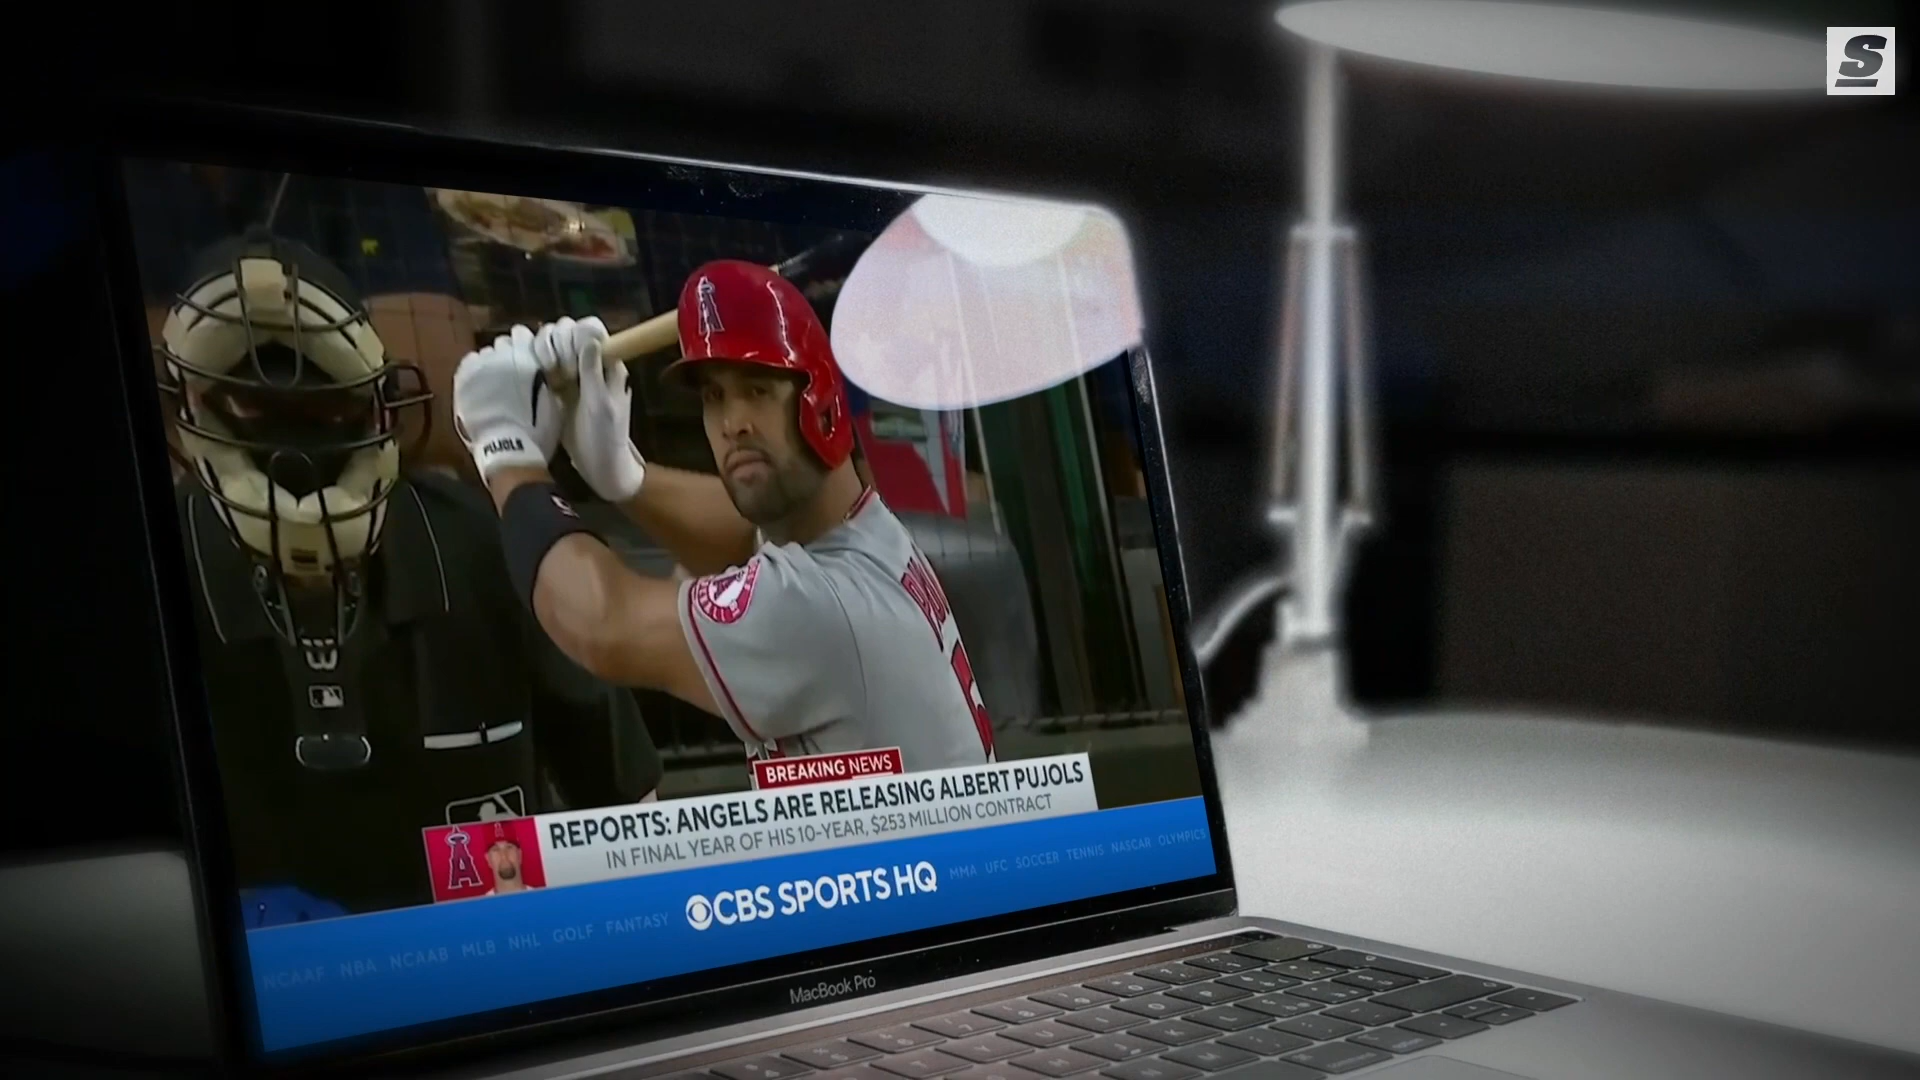 S
PUJOLS
BREAKING NEWS
REPORTS: ANGELS ARE RELEASING ALBERT PUJOLS
IN FINAL YEAR OF HIS 10-YEAR, $253 MILLION CONTRACT
CBS SPORTS HQ
NCAAF NBA NCAAB MLB NHL GOLF FANTASY
MMA UFC SOCCER TENNIS NASCAR OLYMPICS
MacBook Pro